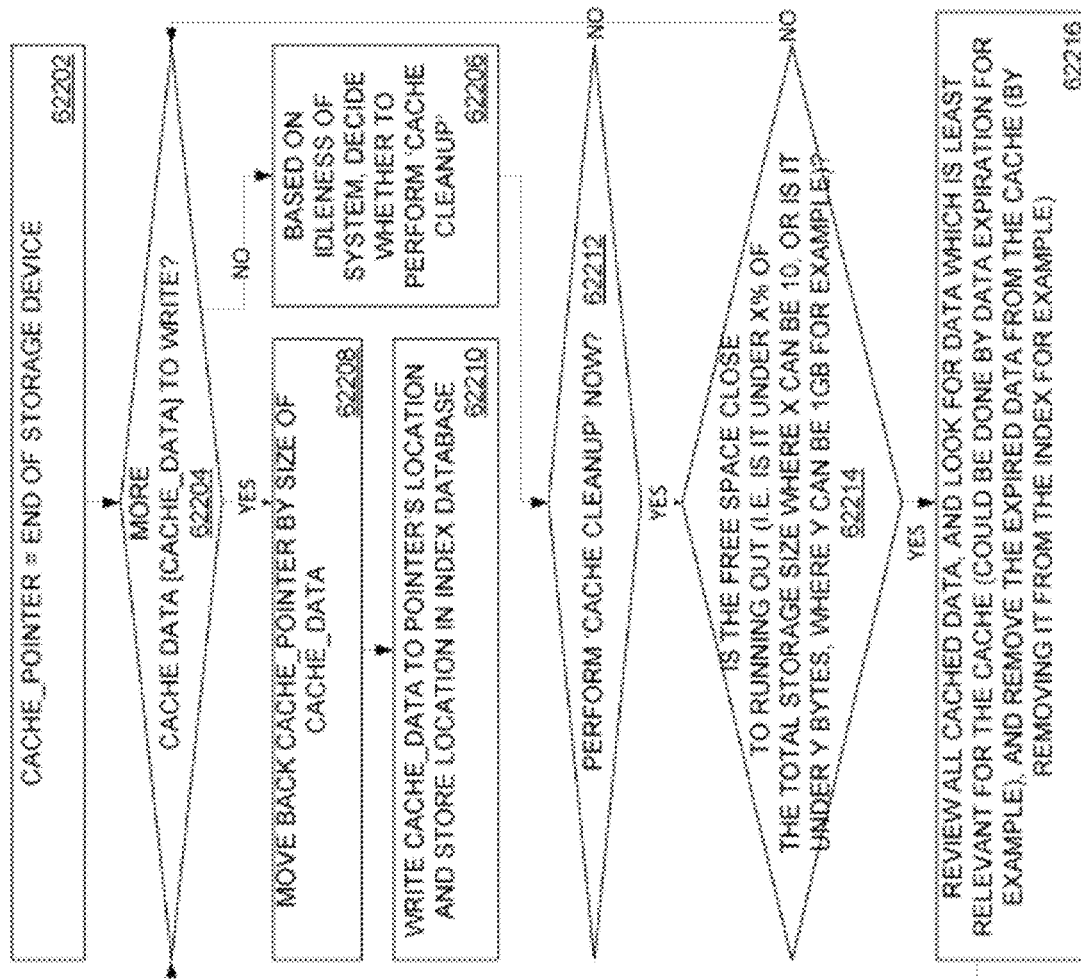 CACHE_POINTER = END OF STORAGE DEVICE
62202
MORE
CACHE DATA [CACHE_DATA] TO WRITE?
62204
NO
YES
MOVE BACK CACHE_POINTER BY SIZE OF
CACHE_DATA
62208
BASED ON
IDLENESS OF
SYSTEM, DECIDE
WHETHER TO
PERFORM 'CACHE
CLEANUP'
62206
WRITE CACHE_DATA TO POINTER'S LOCATION
AND STORE LOCATION IN INDEX DATABASE
62210
PERFORM 'CACHE CLEANUP' NOW? 62212
NO
YES
IS THE FREE SPACE CLOSE
TO RUNNING OUT (I.E. IS IT UNDER X% OF
THE TOTAL STORAGE SIZE WHERE X CAN BE 10, OR IS IT
UNDER Y BYTES, WHERE Y CAN BE 1GB FOR EXAMPLE)?
62214
NO
YES
REVIEW ALL CACHED DATA, AND LOOK FOR DATA WHICH IS LEAST
RELEVANT FOR THE CACHE (COULD BE DONE BY DATA EXPIRATION FOR
EXAMPLE), AND REMOVE THE EXPIRED DATA FROM THE CACHE (BY
REMOVING IT FROM THE INDEX FOR EXAMPLE)
62216